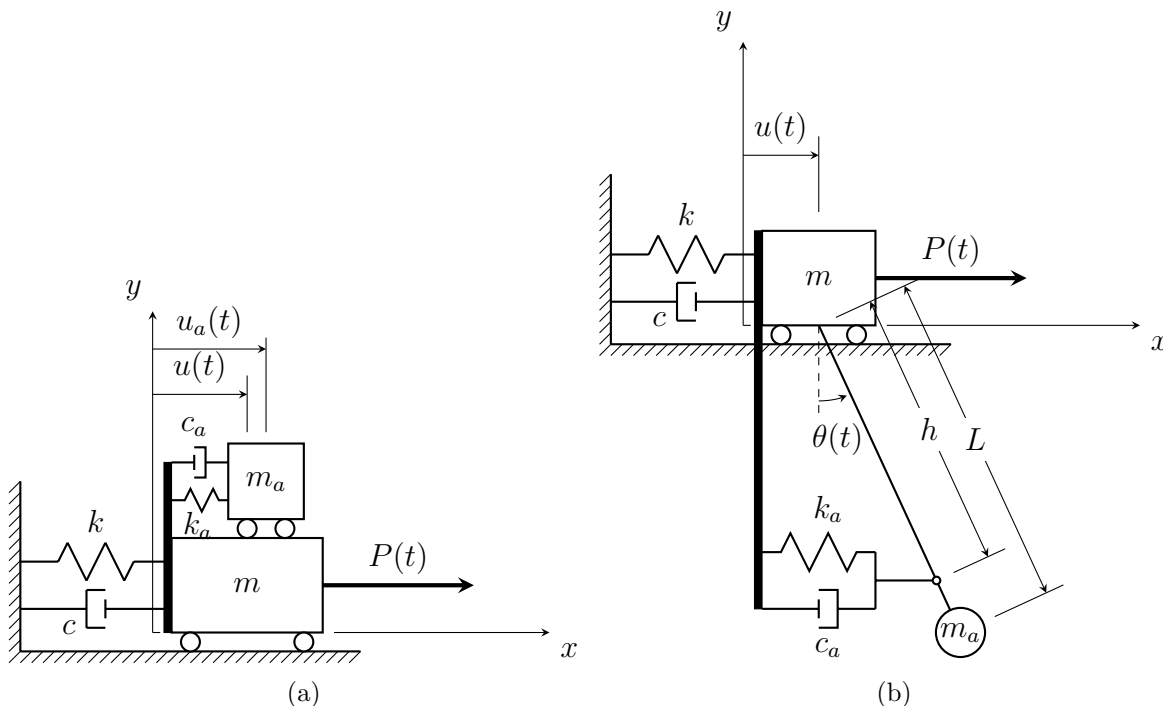 y
u_a(t)
u(t)
c_a
m_a
k_a
k
c
m
P(t)
x
(a)
y
u(t)
k
c
m
P(t)
x
θ(t)
h
L
k_a
c_a
m_a
(b)